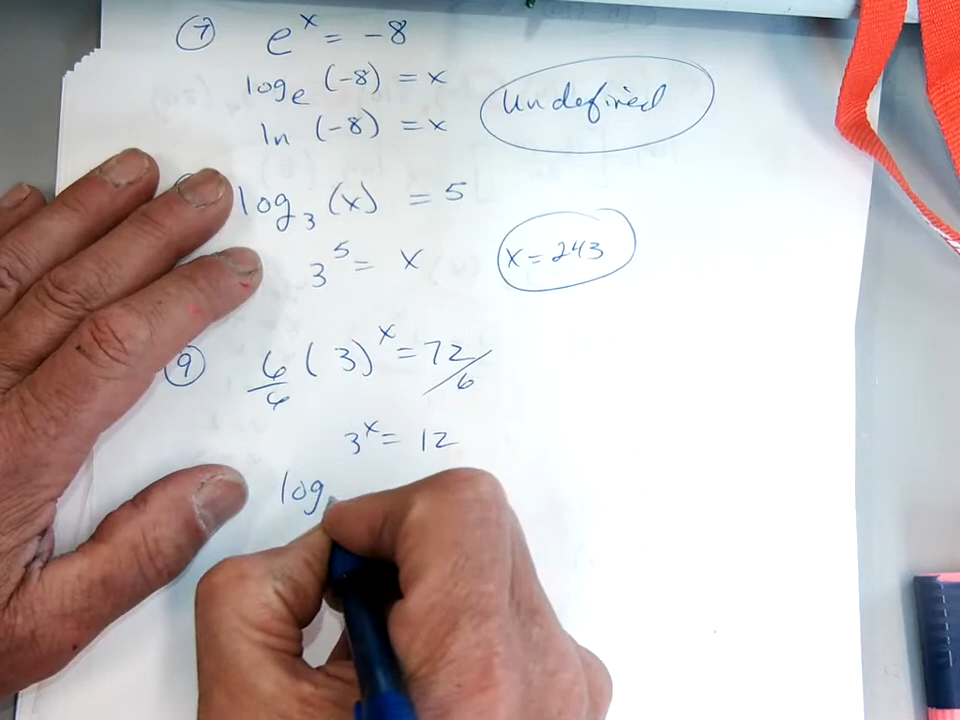 ⑦ e^x = -8
log_e (-8) = x
ln (-8) = x
Undefined
log_3 (x) = 5
3^5 = x
x = 243
⑨ 6/6 (3)^x = 72/6
3^x = 12
log